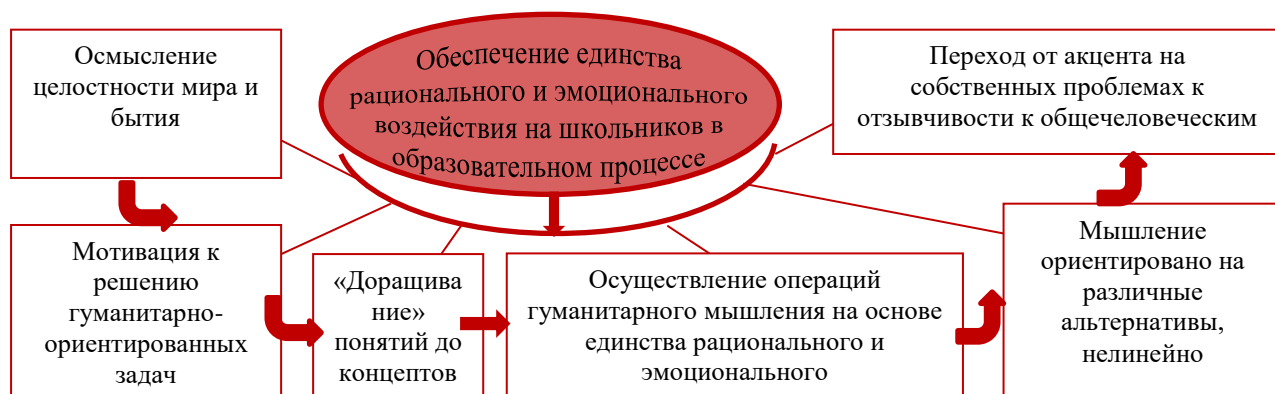 Осмысление
целостности мира и
бытия
Обеспечение единства
рационального и эмоционального
воздействия на школьников в
образовательном процессе
Переход от акцента на
собственных проблемах к
отзывчивости к общечеловеческим
Мотивация к
решению
гуманитарно-
ориентированных
задач
«Доращива
ние»
понятий до
концептов
Осуществление операций
гуманитарного мышления на основе
единства рационального и
эмоционального
Мышление
ориентировано на
различные
альтернативы,
нелинейно